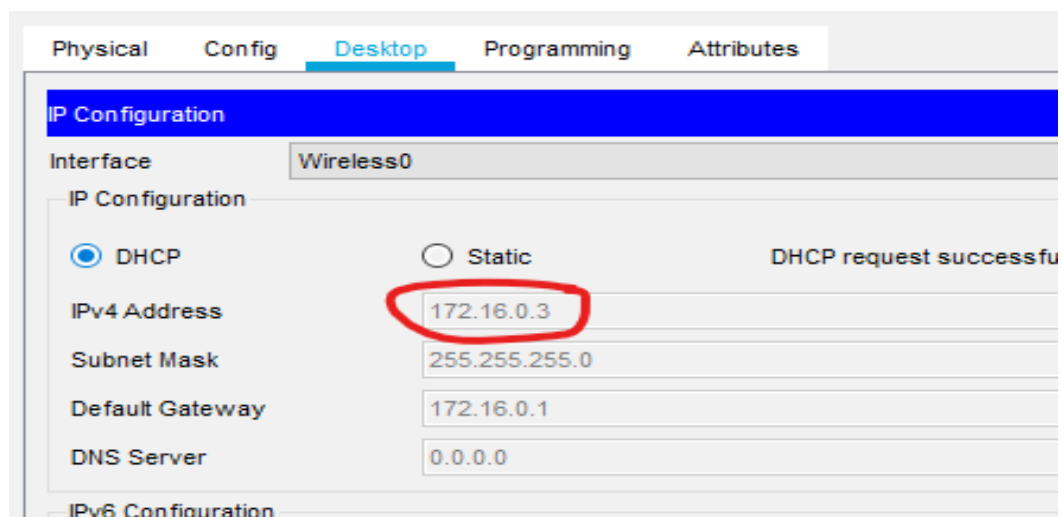 Physical Config Desktop Programming Attributes
IP Configuration
Interface Wireless0
IP Configuration
DHCP Static DHCP request successfu
IPv4 Address 172.16.0.3
Subnet Mask 255.255.255.0
Default Gateway 172.16.0.1
DNS Server 0.0.0.0
IPv6 Configuration